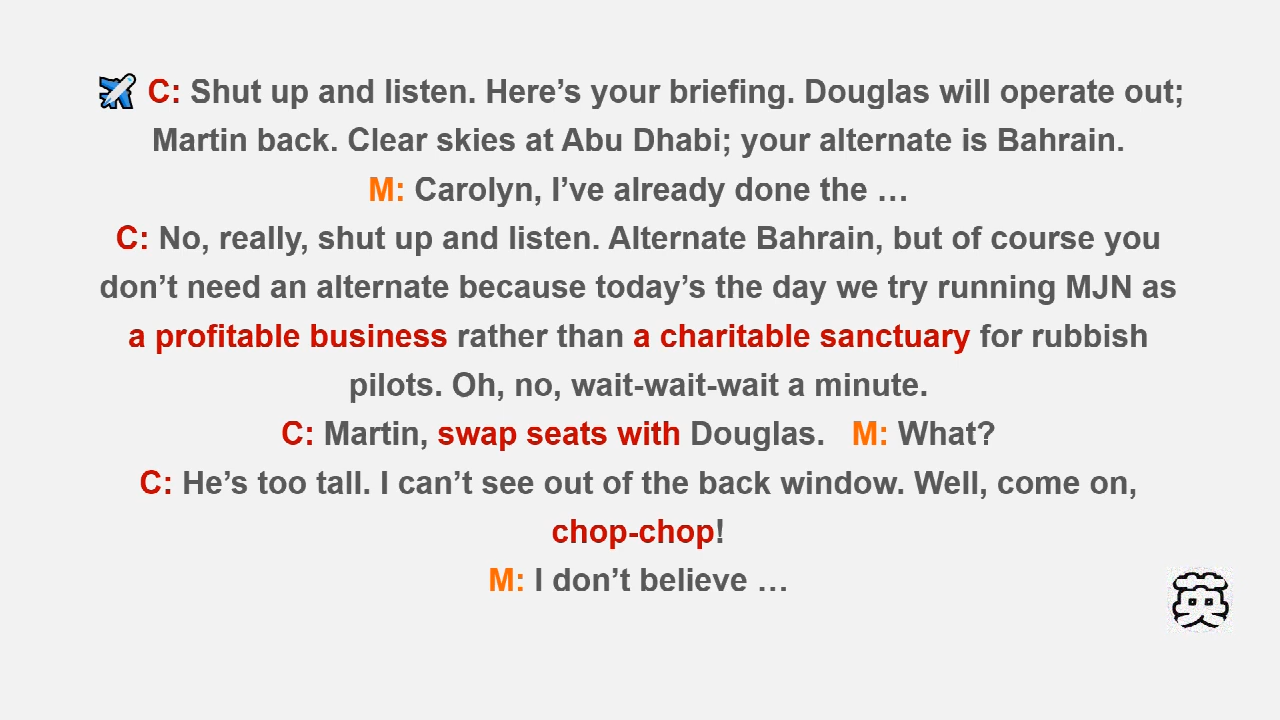 C: Shut up and listen. Here’s your briefing. Douglas will operate out;
Martin back. Clear skies at Abu Dhabi; your alternate is Bahrain.
M: Carolyn, I’ve already done the …
C: No, really, shut up and listen. Alternate Bahrain, but of course you
don’t need an alternate because today’s the day we try running MJN as
a profitable business rather than a charitable sanctuary for rubbish
pilots. Oh, no, wait-wait-wait a minute.
C: Martin, swap seats with Douglas. M: What?
C: He’s too tall. I can’t see out of the back window. Well, come on,
chop-chop!
M: I don’t believe …
英